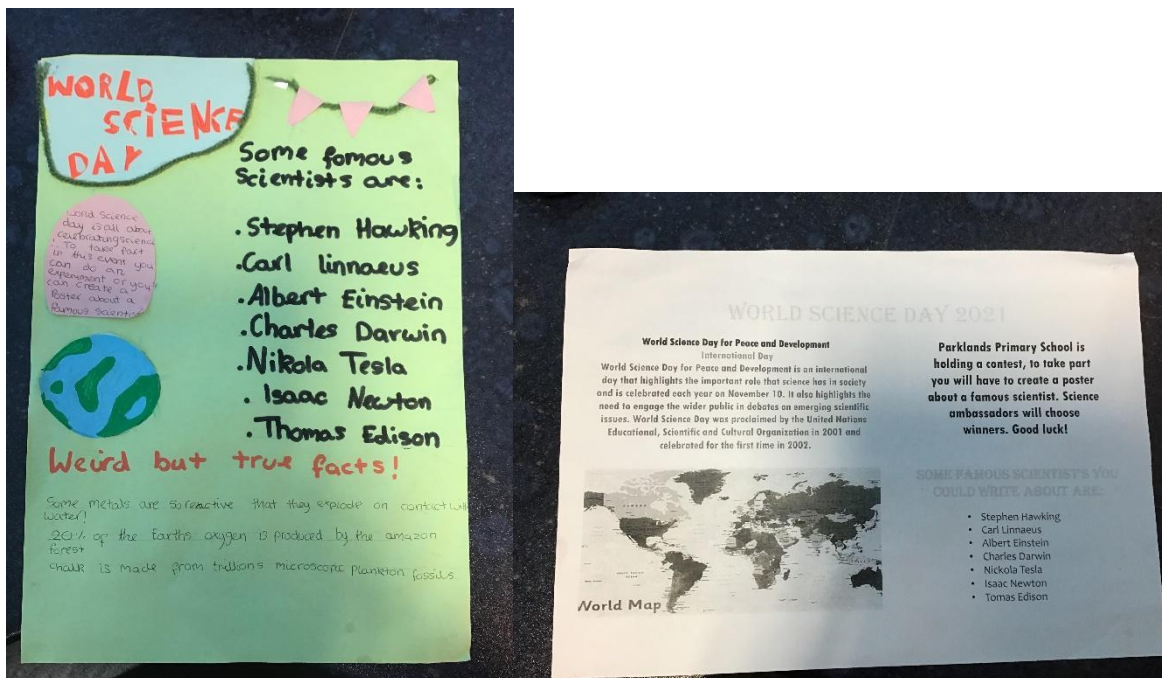 WORLD
SCIENCE
DAY
Some fomous
Scientists are:
. Stephen Hawking
. Carl linnaeus
. Albert Einstein
. Charles Darwin
. Nikola Tesla
. Isaac Newton
. Thomas Edison
World Science
day is all about
celebrating science
! To take part
in this event you
can do an
experiment or you
can create a
Poster about a
famous scientist
Weird but true facts!
Some metals are so reactive that they explode on contact with
water!
20% of the Earths oxygen is produced by the amazon
forest
chalk is made from trillions microscopic plankton fossils
WORLD SCIENCE DAY 2021
World Science Day for Peace and Development
International Day
World Science Day for Peace and Development is an international
day that highlights the important role that science has in society
and is celebrated each year on November 10. It also highlights the
need to engage the wider public in debates on emerging scientific
issues. World Science Day was proclaimed by the United Nations
Educational, Scientific and Cultural Organization in 2001 and
celebrated for the first time in 2002.
World Map
Parklands Primary School is
holding a contest, to take part
you will have to create a poster
about a famous scientist. Science
ambassadors will choose
winners. Good luck!
SOME FAMOUS SCIENTIST'S YOU
COULD WRITE ABOUT ARE:
• Stephen Hawking
• Carl Linnaeus
• Albert Einstein
• Charles Darwin
• Nickola Tesla
• Isaac Newton
• Tomas Edison